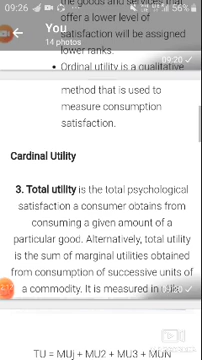 09:26
56%
the goods and services that
You
offer a lower level of
14 photos
satisfaction will be assigned
lower ranks.
09:20
• Ordinal utility is a qualitative
method that is used to
measure consumption
satisfaction.
Cardinal Utility
3. Total utility is the total psychological
satisfaction a consumer obtains from
consuming a given amount of a
particular good. Alternatively, total utility
is the sum of marginal utilities obtained
from consumption of successive units of
a commodity. It is measured in
TU = MUj + MU2 + MU3 + MUN